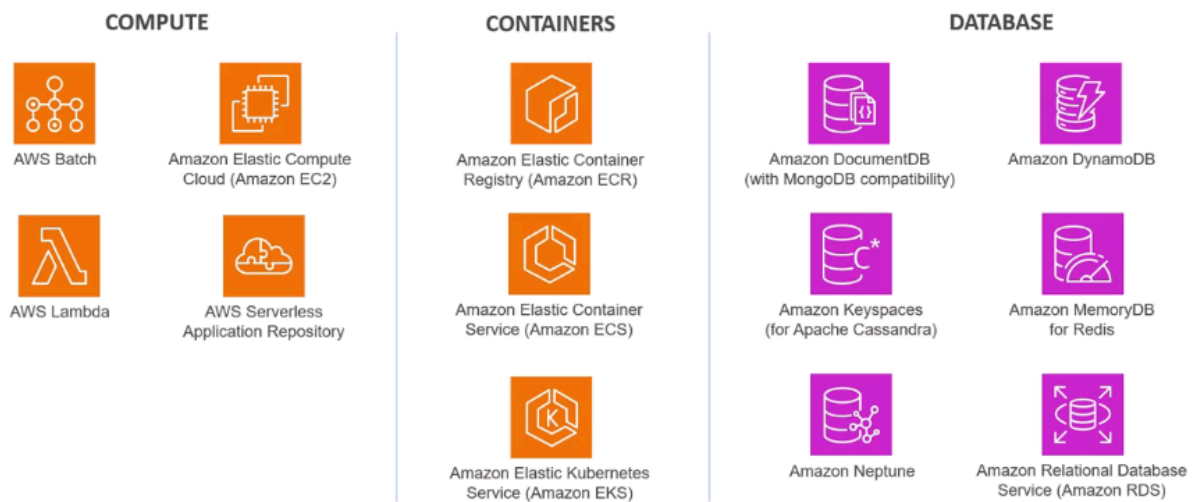 COMPUTE
AWS Batch
Amazon Elastic Compute
Cloud (Amazon EC2)
AWS Lambda
AWS Serverless
Application Repository
CONTAINERS
Amazon Elastic Container
Registry (Amazon ECR)
Amazon Elastic Container
Service (Amazon ECS)
K
Amazon Elastic Kubernetes
Service (Amazon EKS)
DATABASE
{}
Amazon DocumentDB
(with MongoDB compatibility)
Amazon DynamoDB
C*
Amazon Keyspaces
(for Apache Cassandra)
Amazon MemoryDB
for Redis
Amazon Neptune
Amazon Relational Database
Service (Amazon RDS)